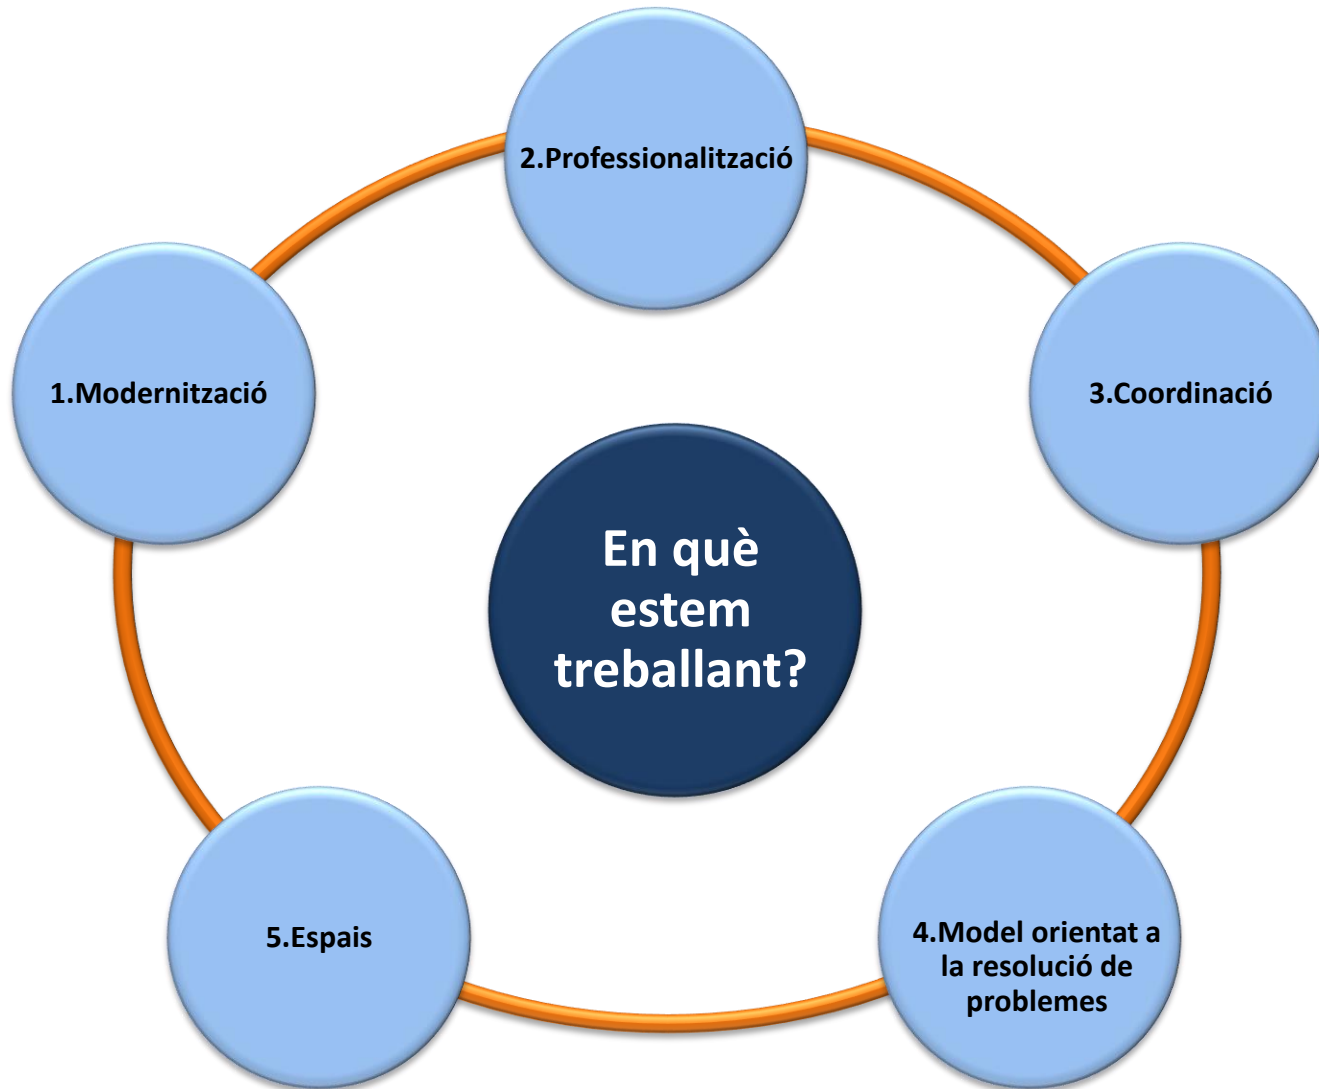 2.Professionalització
1.Modernització
3.Coordinació
En què
estem
treballant?
5.Espais
4.Model orientat a
la resolució de
problemes